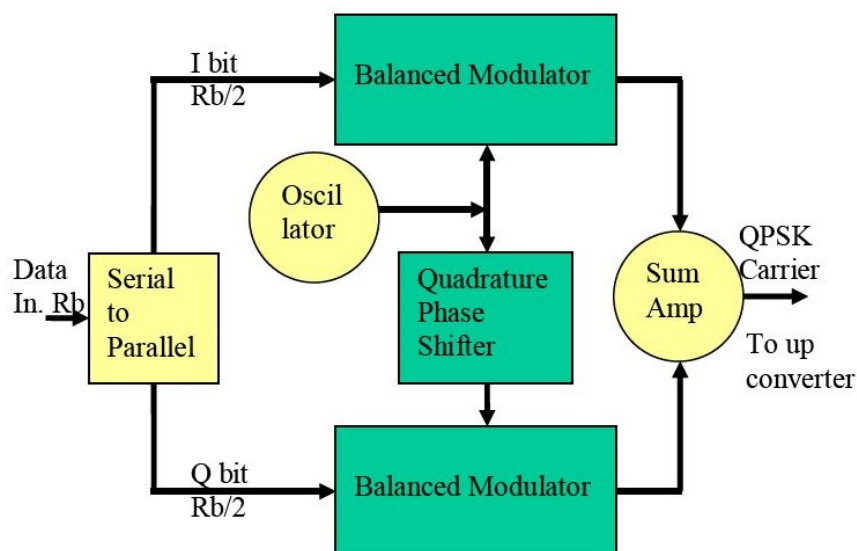 I bit
Rb/2
Balanced Modulator
Oscil
lator
Data
In. Rb
Serial
to
Parallel
Quadrature
Phase
Shifter
Sum
Amp
QPSK
Carrier
To up
converter
Q bit
Rb/2
Balanced Modulator